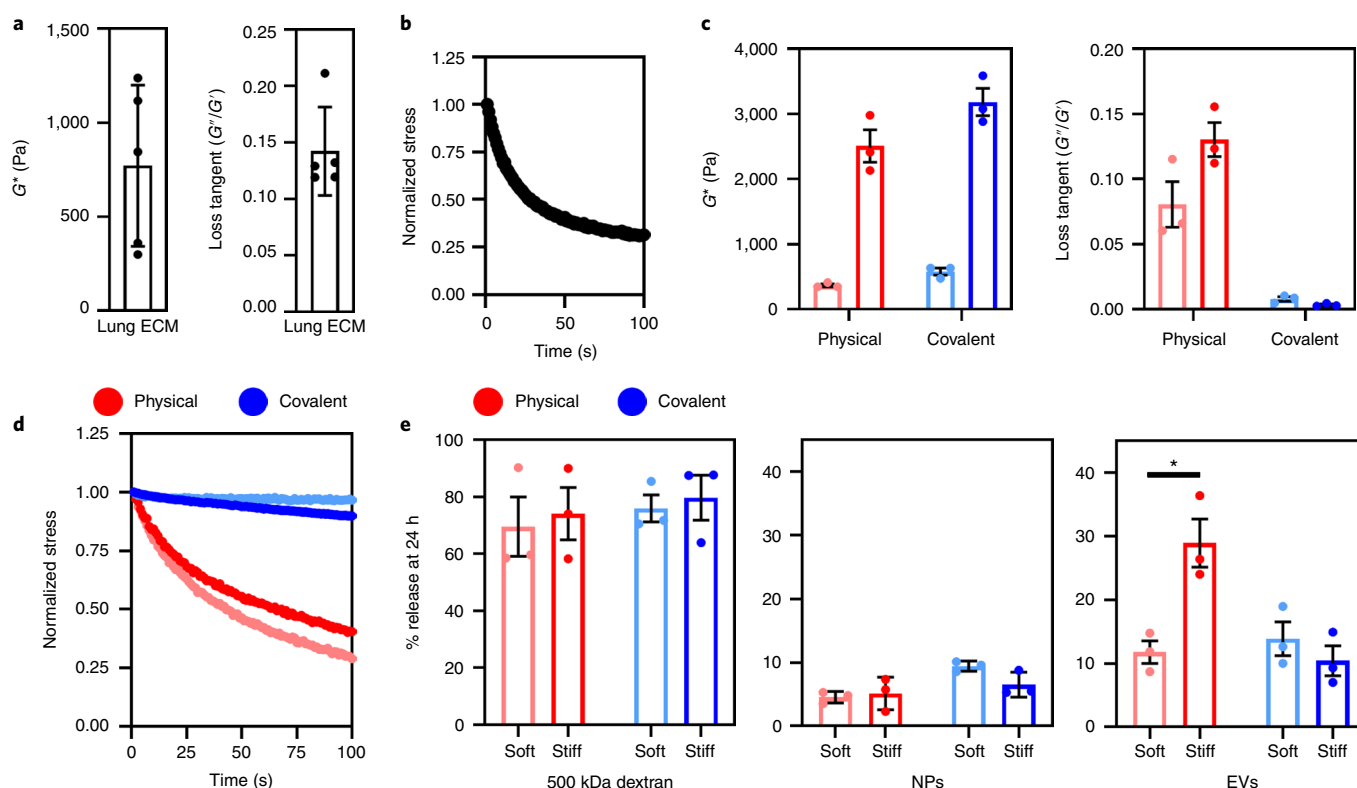 a
1,500
1,000
500
0
G* (Pa)
Lung ECM
0.25
0.20
0.15
0.10
0.05
0.00
Loss tangent (G″/G′)
Lung ECM
b
1.25
1.00
0.75
0.50
0.25
0.00
Normalized stress
0 50 100
Time (s)
c
4,000
3,000
2,000
1,000
0
G* (Pa)
Physical Covalent
0.20
0.15
0.10
0.05
0.00
Loss tangent (G″/G′)
Physical Covalent
Physical Covalent
d
1.25
1.00
0.75
0.50
0.25
0.00
Normalized stress
0 25 50 75 100
Time (s)
Physical Covalent
e
100
80
60
40
20
0
% release at 24 h
Soft Stiff Soft Stiff
500 kDa dextran
40
30
20
10
0
Soft Stiff Soft Stiff
NPs
40
30
20
10
0
*
Soft Stiff Soft Stiff
EVs